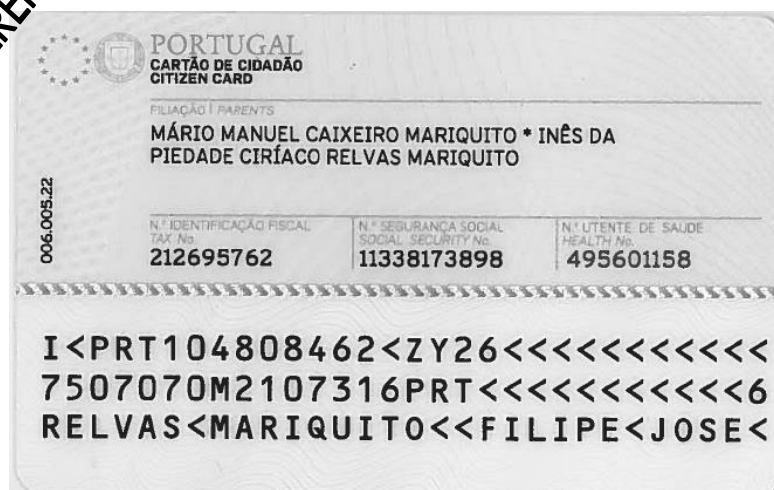 PORTUGAL
CARTÃO DE CIDADÃO
CITIZEN CARD
FILIAÇÃO | PARENTS
MÁRIO MANUEL CAIXEIRO MARIQUITO * INÊS DA
PIEDADE CIRÍACO RELVAS MARIQUITO
006.005.22
N.º IDENTIFICAÇÃO FISCAL
TAX No.
212695762
N.º SEGURANÇA SOCIAL
SOCIAL SECURITY No.
11338173898
N.º UTENTE DE SAÚDE
HEALTH No.
495601158
I<PRT104808462<ZY26<<<<<<<<<<<
7507070M2107316PRT<<<<<<<<<<<6
RELVAS<MARIQUITO<<FILIPE<JOSE<